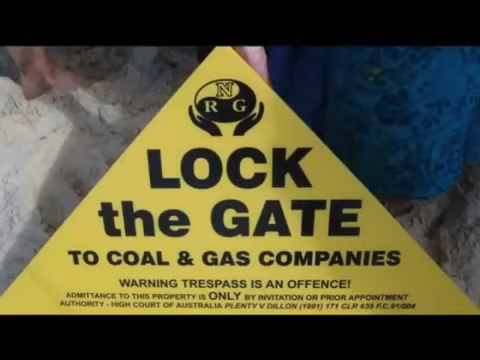 N
R G
LOCK
the GATE
TO COAL & GAS COMPANIES
WARNING TRESPASS IS AN OFFENCE!
ADMITTANCE TO THIS PROPERTY IS ONLY BY INVITATION OR PRIOR APPOINTMENT
AUTHORITY - HIGH COURT OF AUSTRALIA PLENTY V DILLON (1991) 171 CLR 635 F.C.91/004